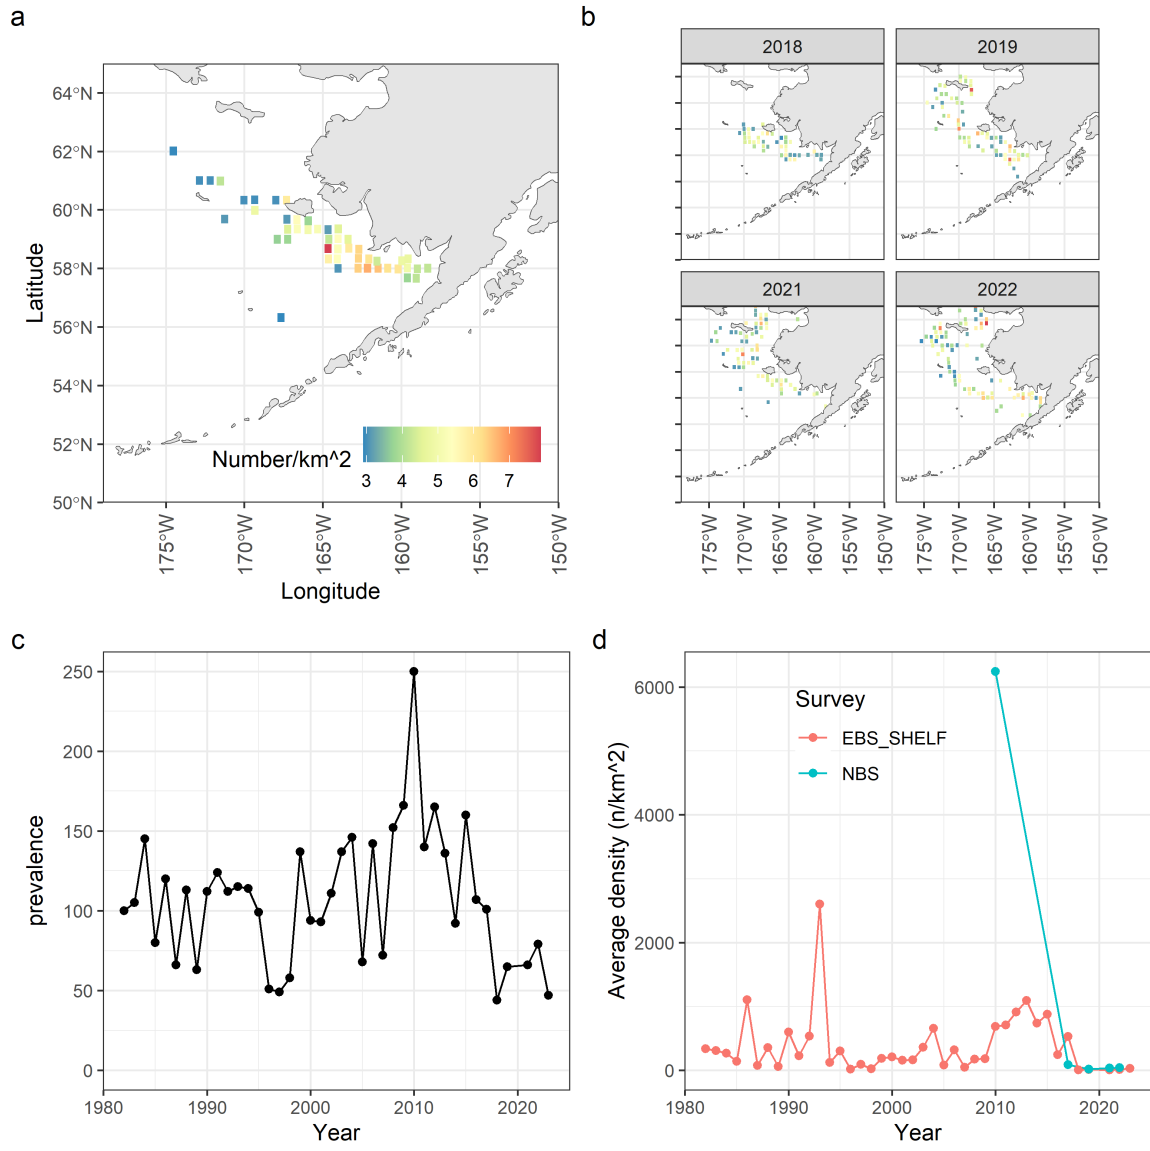 a
64°N
62°N
60°N
58°N
56°N
54°N
52°N
50°N
Latitude
Number/km^2
3 4 5 6 7
175°W 170°W 165°W 160°W 155°W 150°W
Longitude
b
2018 2019
2021 2022
175°W 170°W 165°W 160°W 155°W 150°W 175°W 170°W 165°W 160°W 155°W 150°W
c
250
200
150
100
50
0
prevalence
1980 1990 2000 2010 2020
Year
d
6000
4000
2000
0
Average density (n/km^2)
Survey
EBS_SHELF
NBS
1980 1990 2000 2010 2020
Year